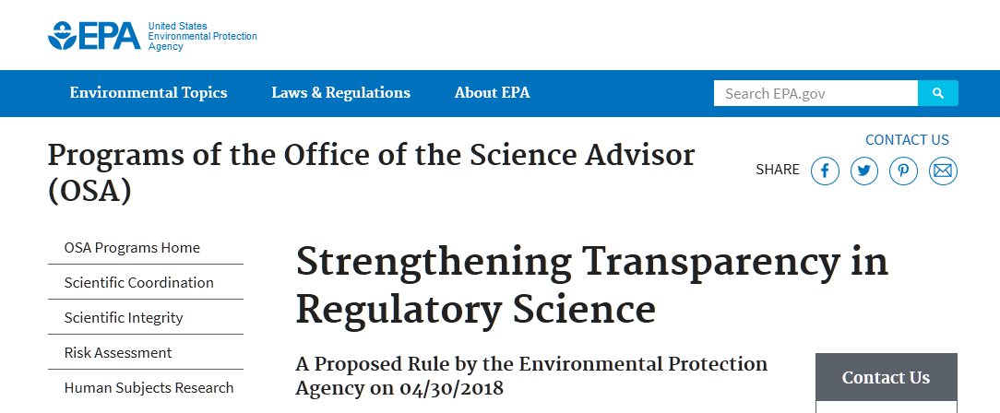 EPA
United States
Environmental Protection
Agency
Environmental Topics
Laws & Regulations
About EPA
Search EPA.gov
CONTACT US
Programs of the Office of the Science Advisor
(OSA)
SHARE
OSA Programs Home
Scientific Coordination
Scientific Integrity
Risk Assessment
Human Subjects Research
Strengthening Transparency in
Regulatory Science
A Proposed Rule by the Environmental Protection
Agency on 04/30/2018
Contact Us